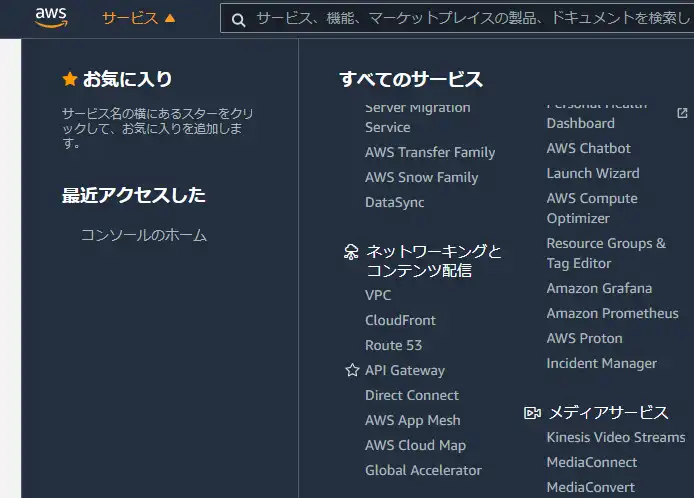 aws
サービス
サービス、機能、マーケットプレイスの製品、ドキュメントを検索し
お気に入り
サービス名の横にあるスターをクリ
ックして、お気に入りを追加しま
す。
最近アクセスした
コンソールのホーム
すべてのサービス
Server Migration
Service
AWS Transfer Family
AWS Snow Family
DataSync
ネットワーキングと
コンテンツ配信
VPC
CloudFront
Route 53
API Gateway
Direct Connect
AWS App Mesh
AWS Cloud Map
Global Accelerator
Personal Health
Dashboard
AWS Chatbot
Launch Wizard
AWS Compute
Optimizer
Resource Groups &
Tag Editor
Amazon Grafana
Amazon Prometheus
AWS Proton
Incident Manager
メディアサービス
Kinesis Video Streams
MediaConnect
MediaConvert